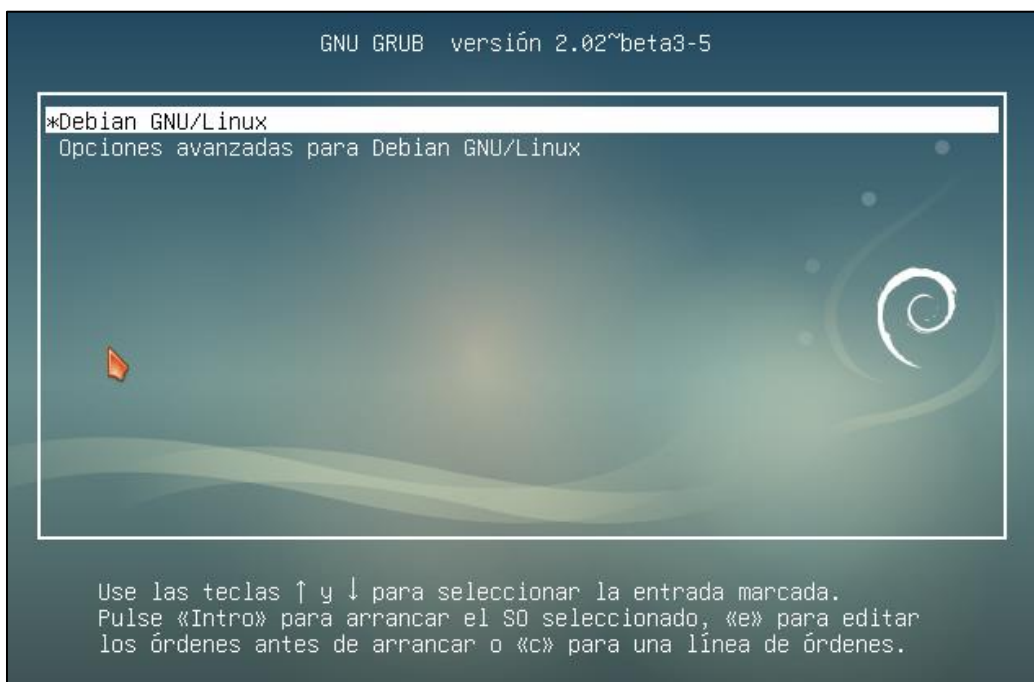 GNU GRUB versión 2.02~beta3-5
*Debian GNU/Linux
Opciones avanzadas para Debian GNU/Linux
Use las teclas ↑ y ↓ para seleccionar la entrada marcada.
Pulse «Intro» para arrancar el SO seleccionado, «e» para editar
los órdenes antes de arrancar o «c» para una línea de órdenes.